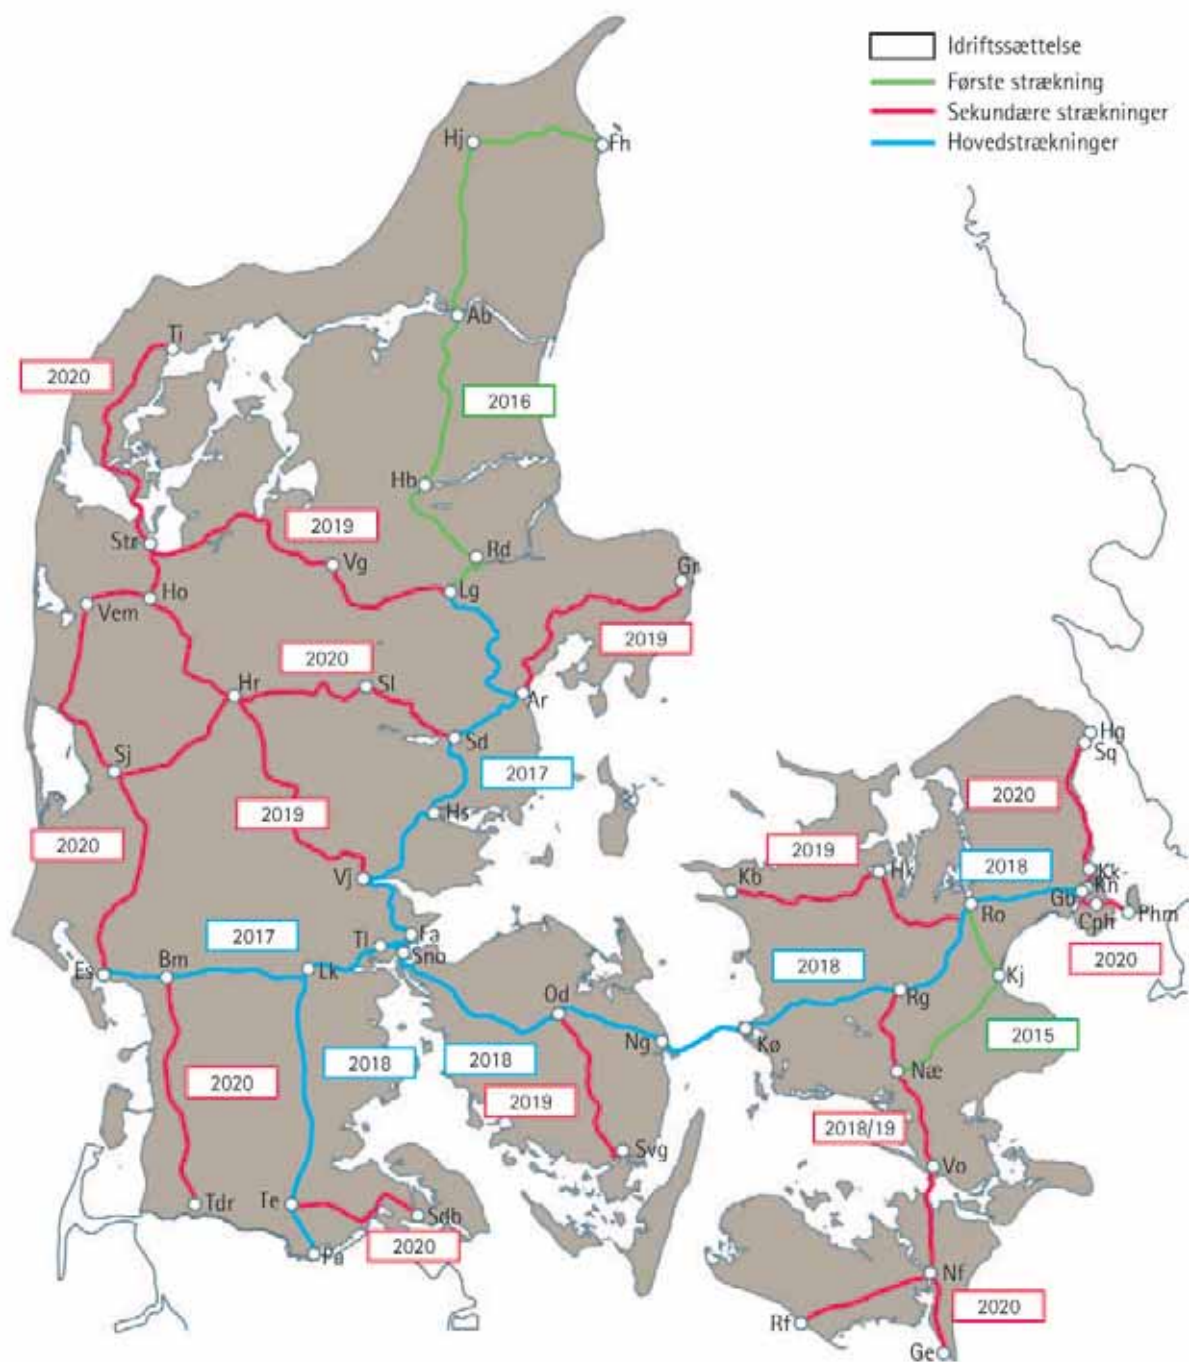 Idriftssættelse
Første strækning
Sekundære strækninger
Hovedstrækninger
Hj
Fh
Ab
Ti
2020
2016
Hb
2019
Str
Vg
Rd
Lg
Gr
Ho
Vem
2019
2020
Hr
Sl
Ar
Sd
Sj
2017
Hg
Sq
2020
Hs
2019
2020
2019
Vj
Kb
Hk
2018
Kk
Kn
Gb
Ro
Cph
Phm
2017
Tl
Fa
Sno
Es
Bm
Lk
2018
2020
Kj
Od
Rg
Ng
Kø
2015
2018
2018
Næ
2020
2019
2018/19
Svg
Vo
Tdr
Te
Sdb
2020
Pa
Nf
2020
Rf
Ge